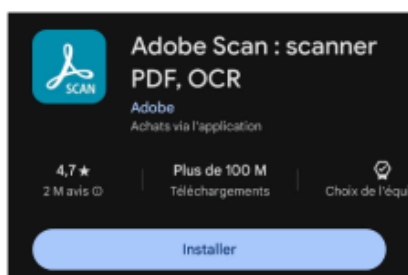 SCAN
Adobe Scan : scanner
PDF, OCR
Adobe
Achats via l'application
4,7★
2 M avis ⓘ
Plus de 100 M
Téléchargements
Choix de l'équi
Installer